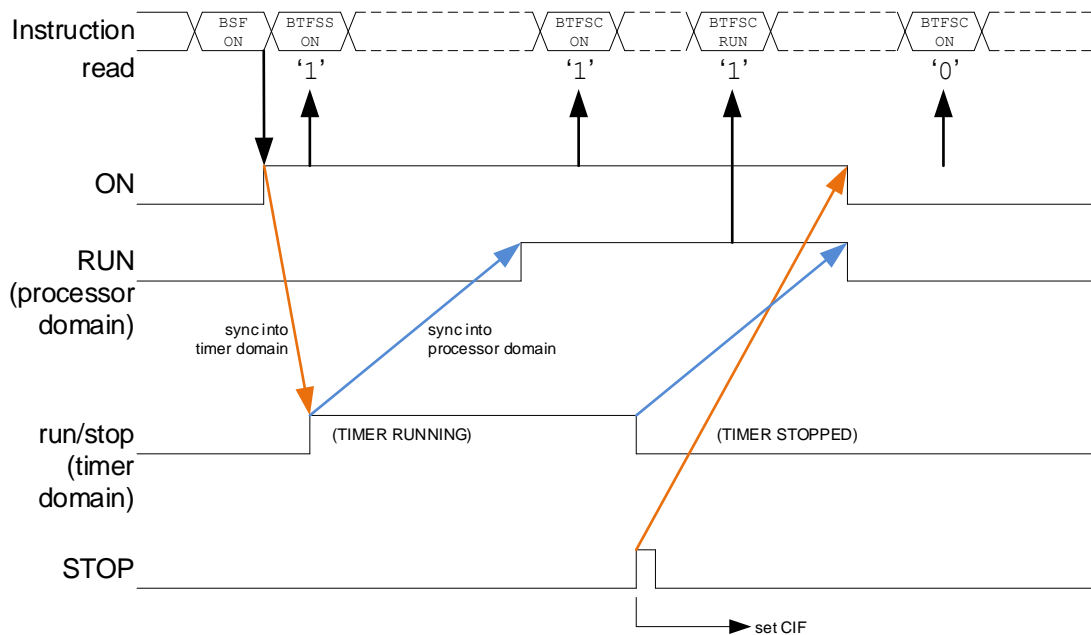 Instruction
BSF
ON
BTFSS
ON
BTFSC
ON
BTFSC
RUN
BTFSC
ON
read
‘1’
‘1’
‘1’
‘0’
ON
RUN
(processor
domain)
sync into
timer domain
sync into
processor domain
run/stop
(timer
domain)
(TIMER RUNNING)
(TIMER STOPPED)
STOP
set CIF